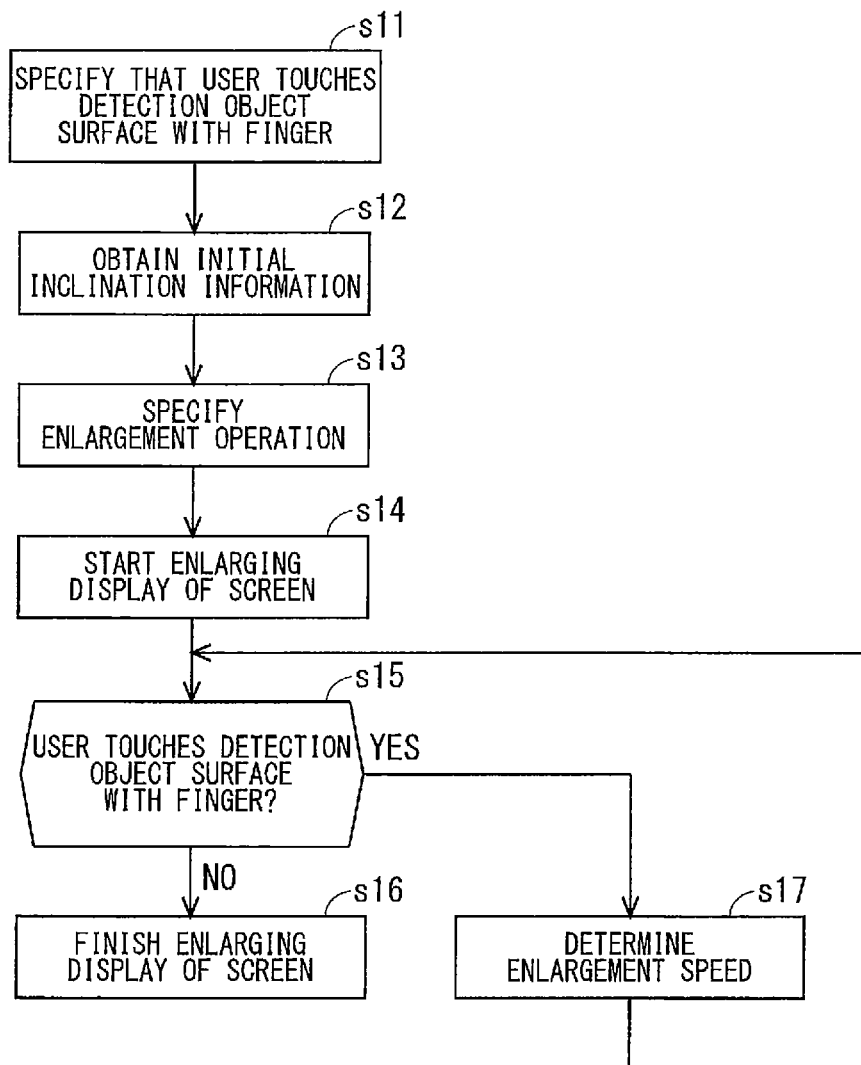 s11
SPECIFY THAT USER TOUCHES
DETECTION OBJECT
SURFACE WITH FINGER
s12
OBTAIN INITIAL
INCLINATION INFORMATION
s13
SPECIFY
ENLARGEMENT OPERATION
s14
START ENLARGING
DISPLAY OF SCREEN
s15
USER TOUCHES DETECTION
OBJECT SURFACE
WITH FINGER?
YES
NO
s16
FINISH ENLARGING
DISPLAY OF SCREEN
s17
DETERMINE
ENLARGEMENT SPEED